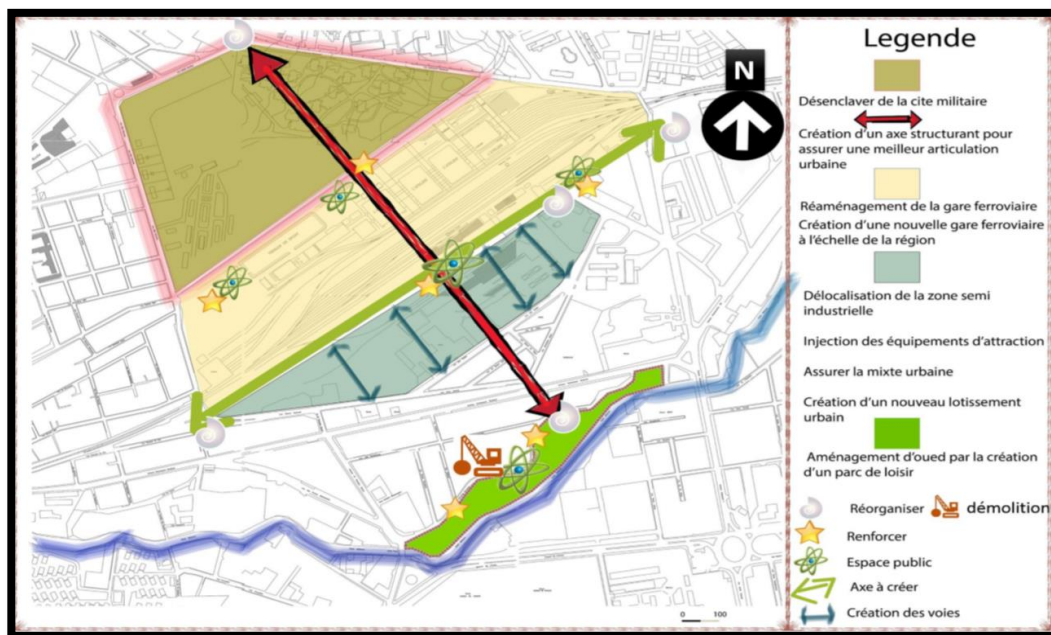 N
Legende
Désenclaver de la cite militaire
Création d'un axe structurant pour
assurer une meilleur articulation
urbaine
Réaménagement de la gare ferroviaire
Création d'une nouvelle gare ferroviaire
à l'échelle de la région
Délocalisation de la zone semi
industrielle
Injection des équipements d'attraction
Assurer la mixte urbaine
Création d'un nouveau lotissement
urbain
Aménagement d'oued par la création
d'un parc de loisir
Réorganiser
démolition
Renforcer
Espace public
Axe à créer
Création des voies
0 100